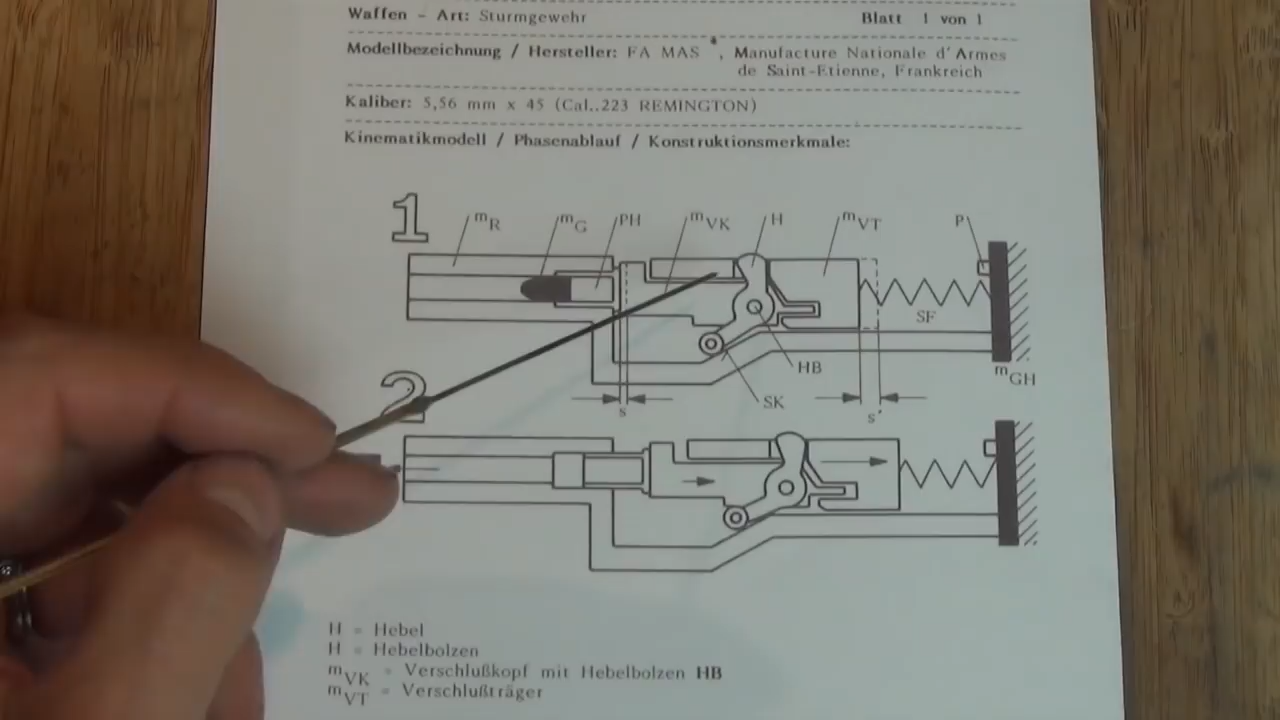 Waffen - Art: Sturmgewehr Blatt 1 von 1
Modellbezeichnung / Hersteller: FA MAS *, Manufacture Nationale d'Armes
de Saint-Etienne, Frankreich
Kaliber: 5,56 mm x 45 (Cal..223 REMINGTON)
Kinematikmodell / Phasenablauf / Konstruktionsmerkmale:
1
mR mG PH mVK H mVT P
SF
HB mGH
SK
s s'
2
H = Hebel
H = Hebelbolzen
mVK = Verschlußkopf mit Hebelbolzen HB
mVT = Verschlußträger